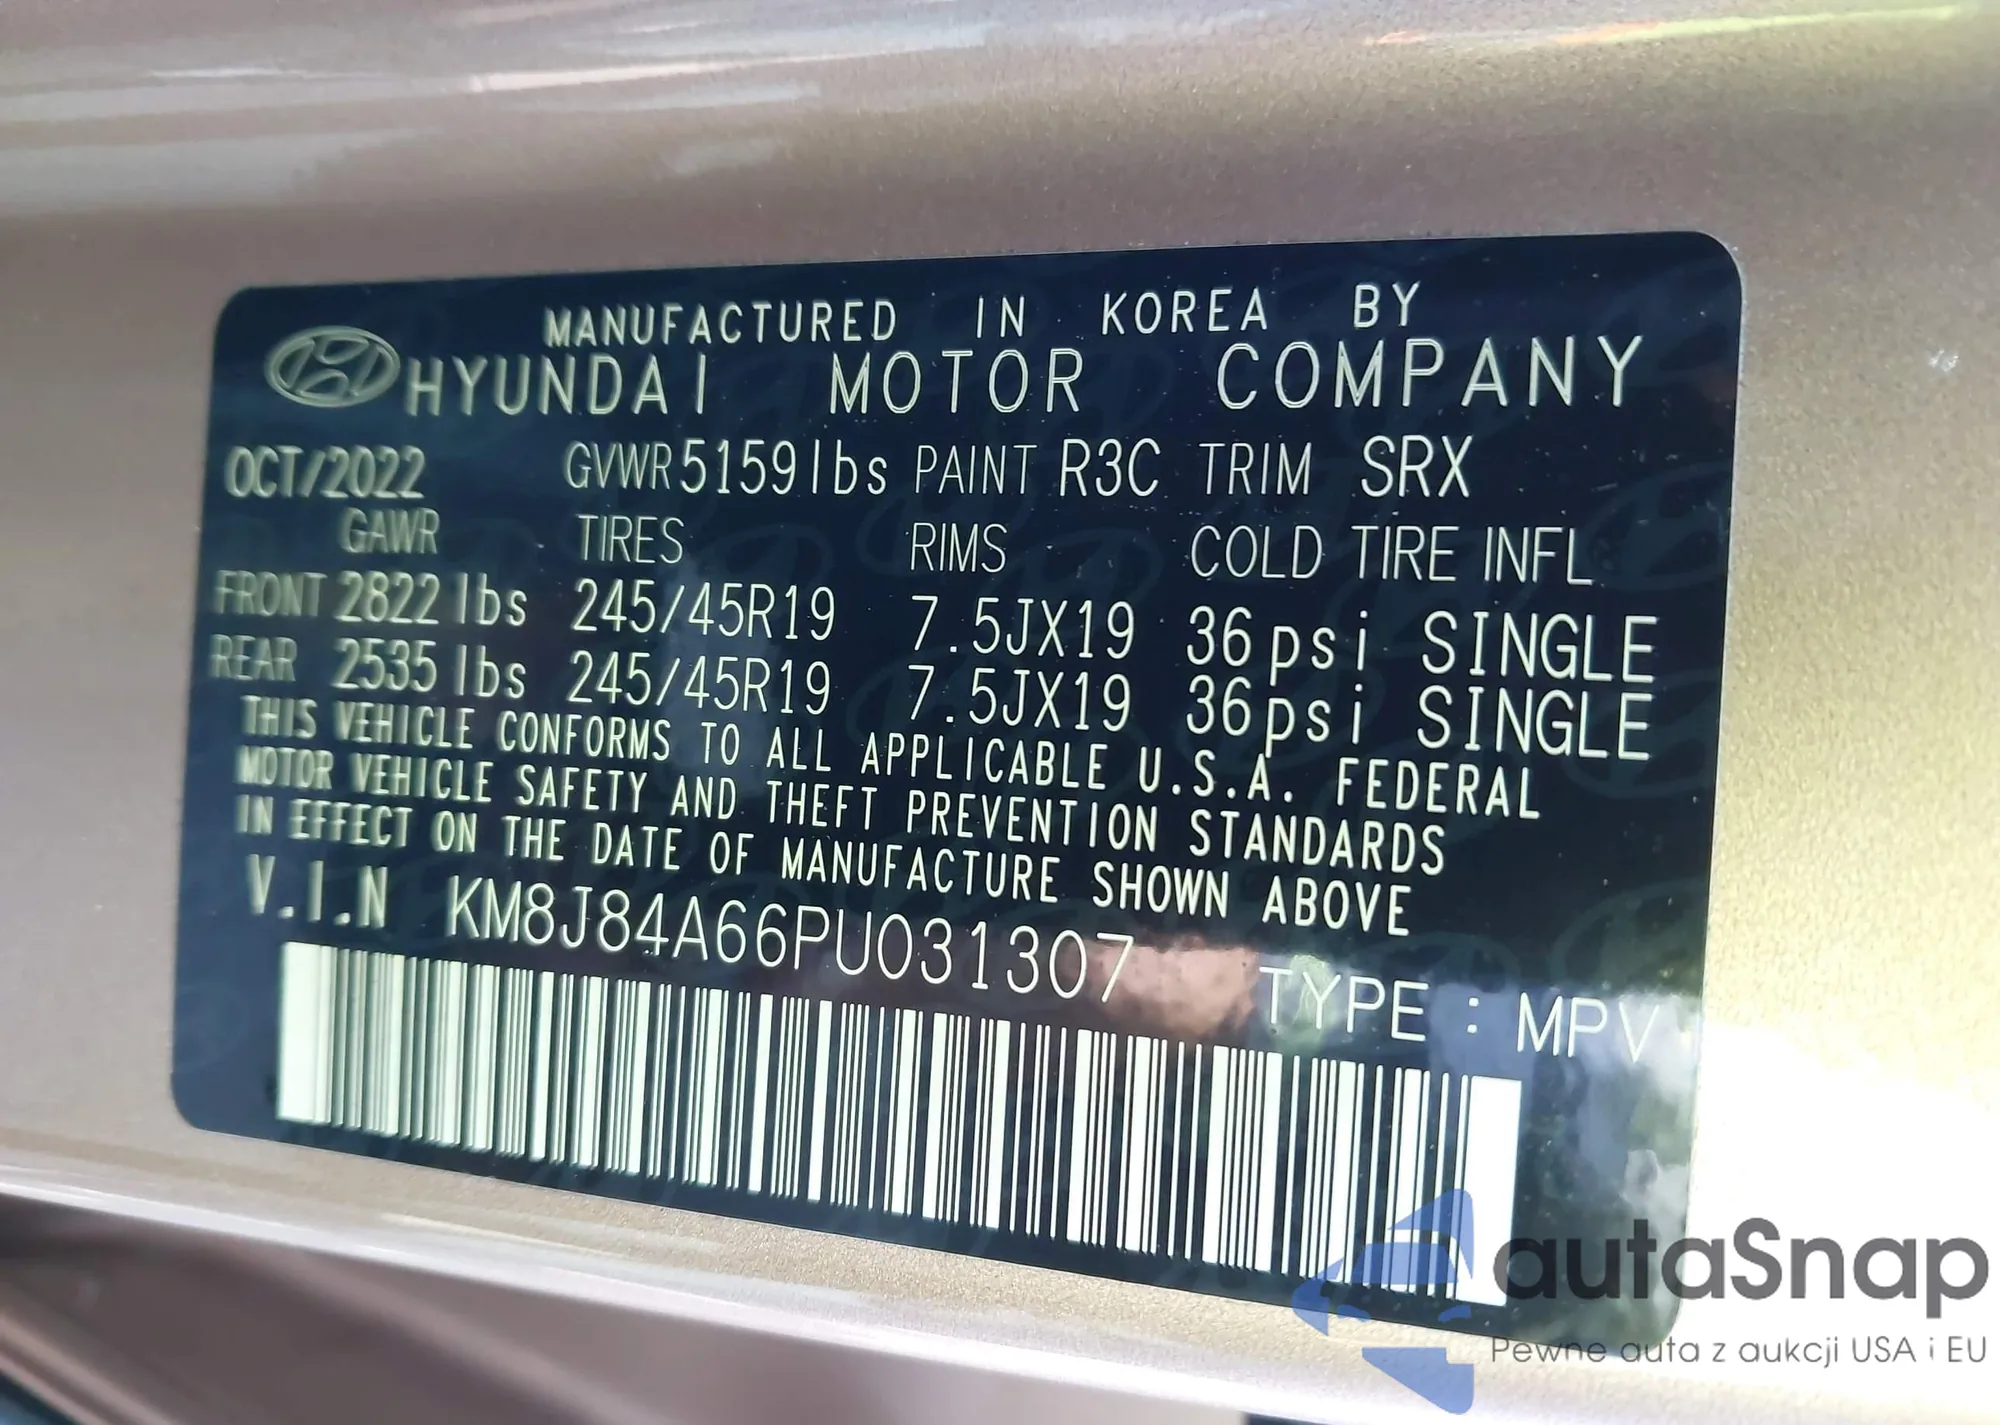 MANUFACTURED IN KOREA BY
HYUNDAI MOTOR COMPANY
OCT/2022 GVWR 5159lbs PAINT R3C TRIM SRX
GAWR TIRES RIMS COLD TIRE INFL
FRONT 2822lbs 245/45R19 7.5JX19 36psi SINGLE
REAR 2535lbs 245/45R19 7.5JX19 36psi SINGLE
THIS VEHICLE CONFORMS TO ALL APPLICABLE U.S.A. FEDERAL
MOTOR VEHICLE SAFETY AND THEFT PREVENTION STANDARDS
IN EFFECT ON THE DATE OF MANUFACTURE SHOWN ABOVE
V.I.N KM8J84A66PU031307
TYPE : MPV
autaSnap
Pewne auta z aukcji USA i EU